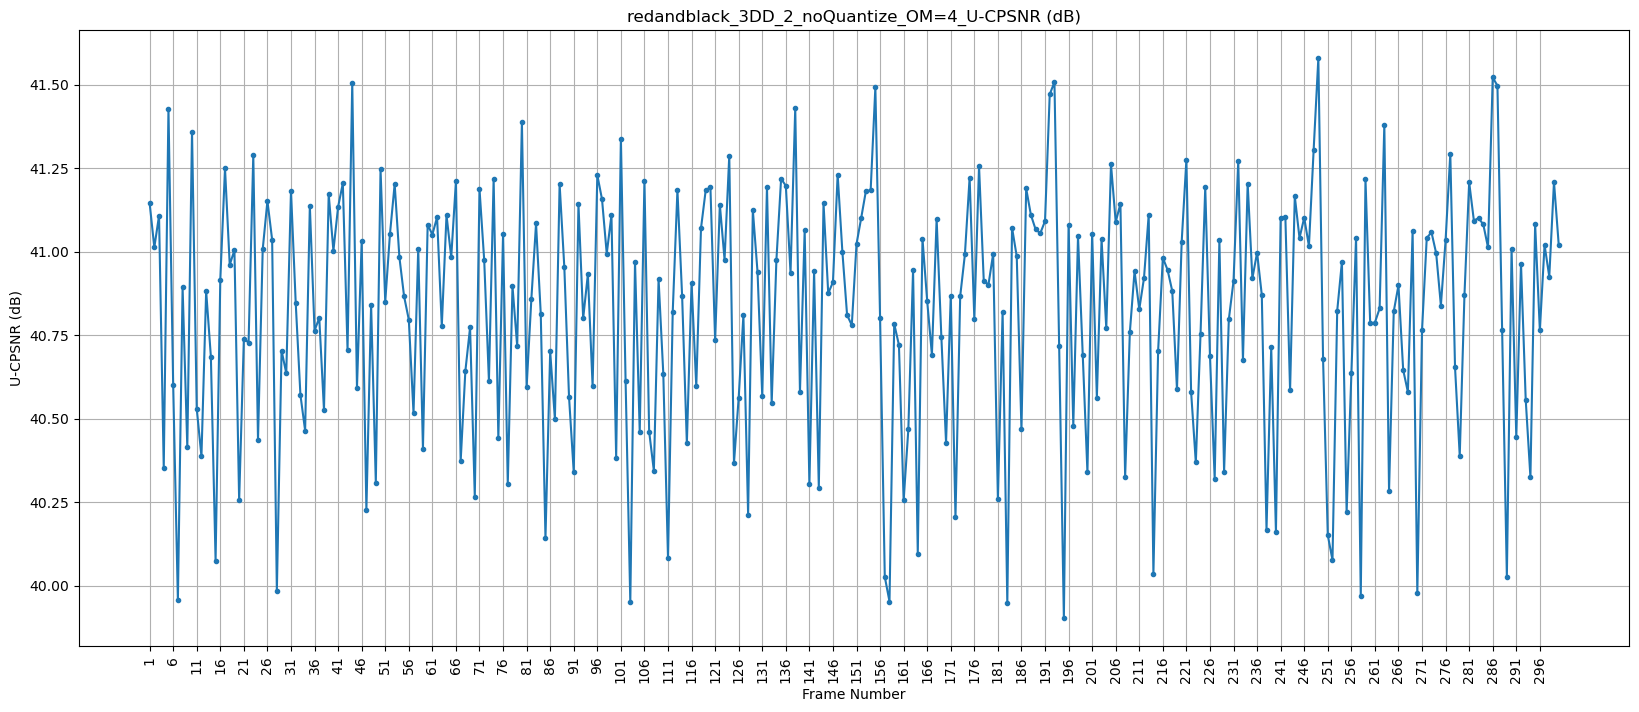 redandblack_3DD_2_noQuantize_OM=4_U-CPSNR (dB)
U-CPSNR (dB)
41.50
41.25
41.00
40.75
40.50
40.25
40.00
1 6 11 16 21 26 31 36 41 46 51 56 61 66 71 76 81 86 91 96 101 106 111 116 121 126 131 136 141 146 151 156 161 166 171 176 181 186 191 196 201 206 211 216 221 226 231 236 241 246 251 256 261 266 271 276 281 286 291 296
Frame Number